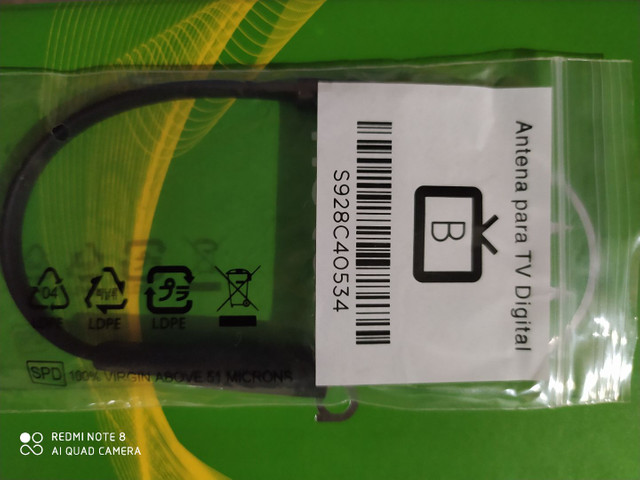 Antena para TV Digital
B
S928C40534
LDPE
LDPE
SPD 100% VIRGIN ABOVE 51 MICRONS
REDMI NOTE 8
AI QUAD CAMERA